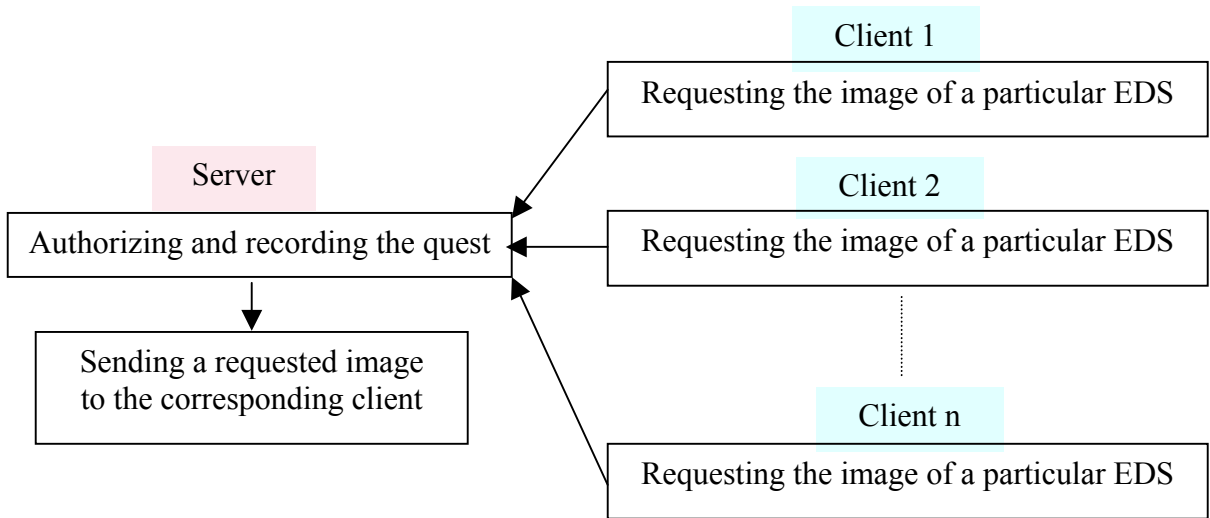 Client 1
Requesting the image of a particular EDS
Server
Client 2
Authorizing and recording the quest
Requesting the image of a particular EDS
Sending a requested image
to the corresponding client
Client n
Requesting the image of a particular EDS